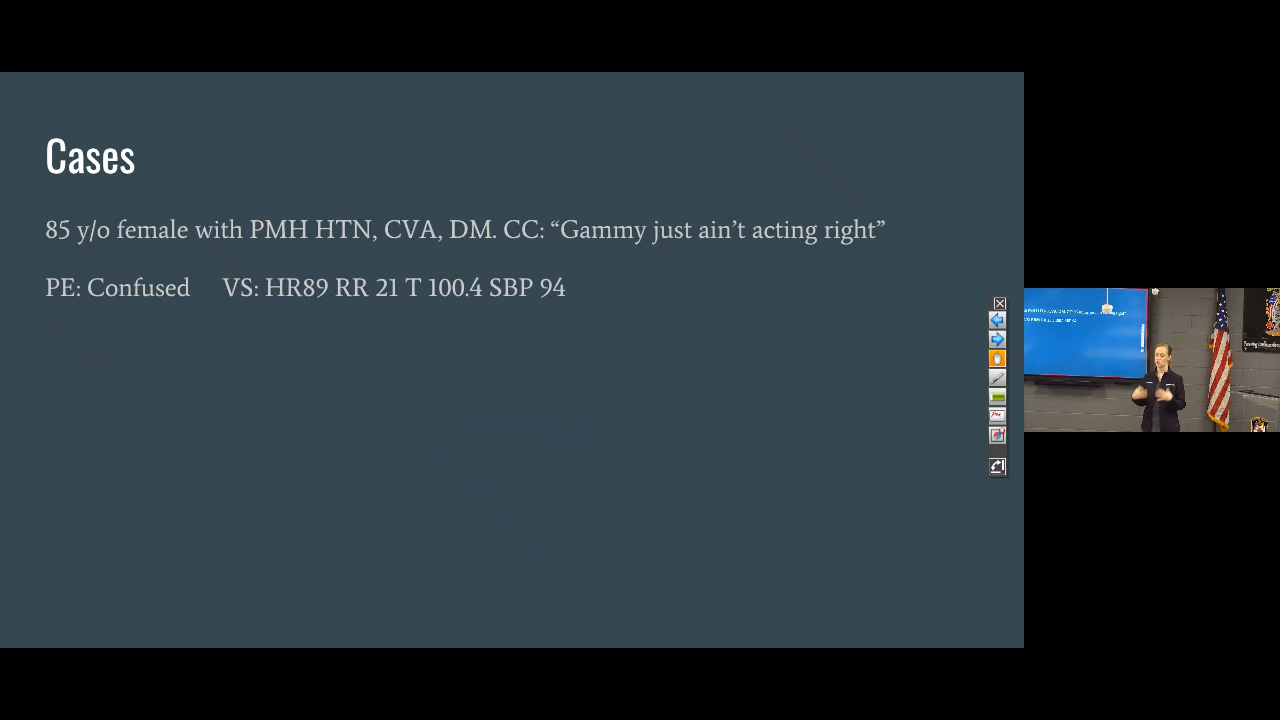 Cases
85 y/o female with PMH HTN, CVA, DM. CC: “Gammy just ain’t acting right”
PE: Confused VS: HR89 RR 21 T 100.4 SBP 94